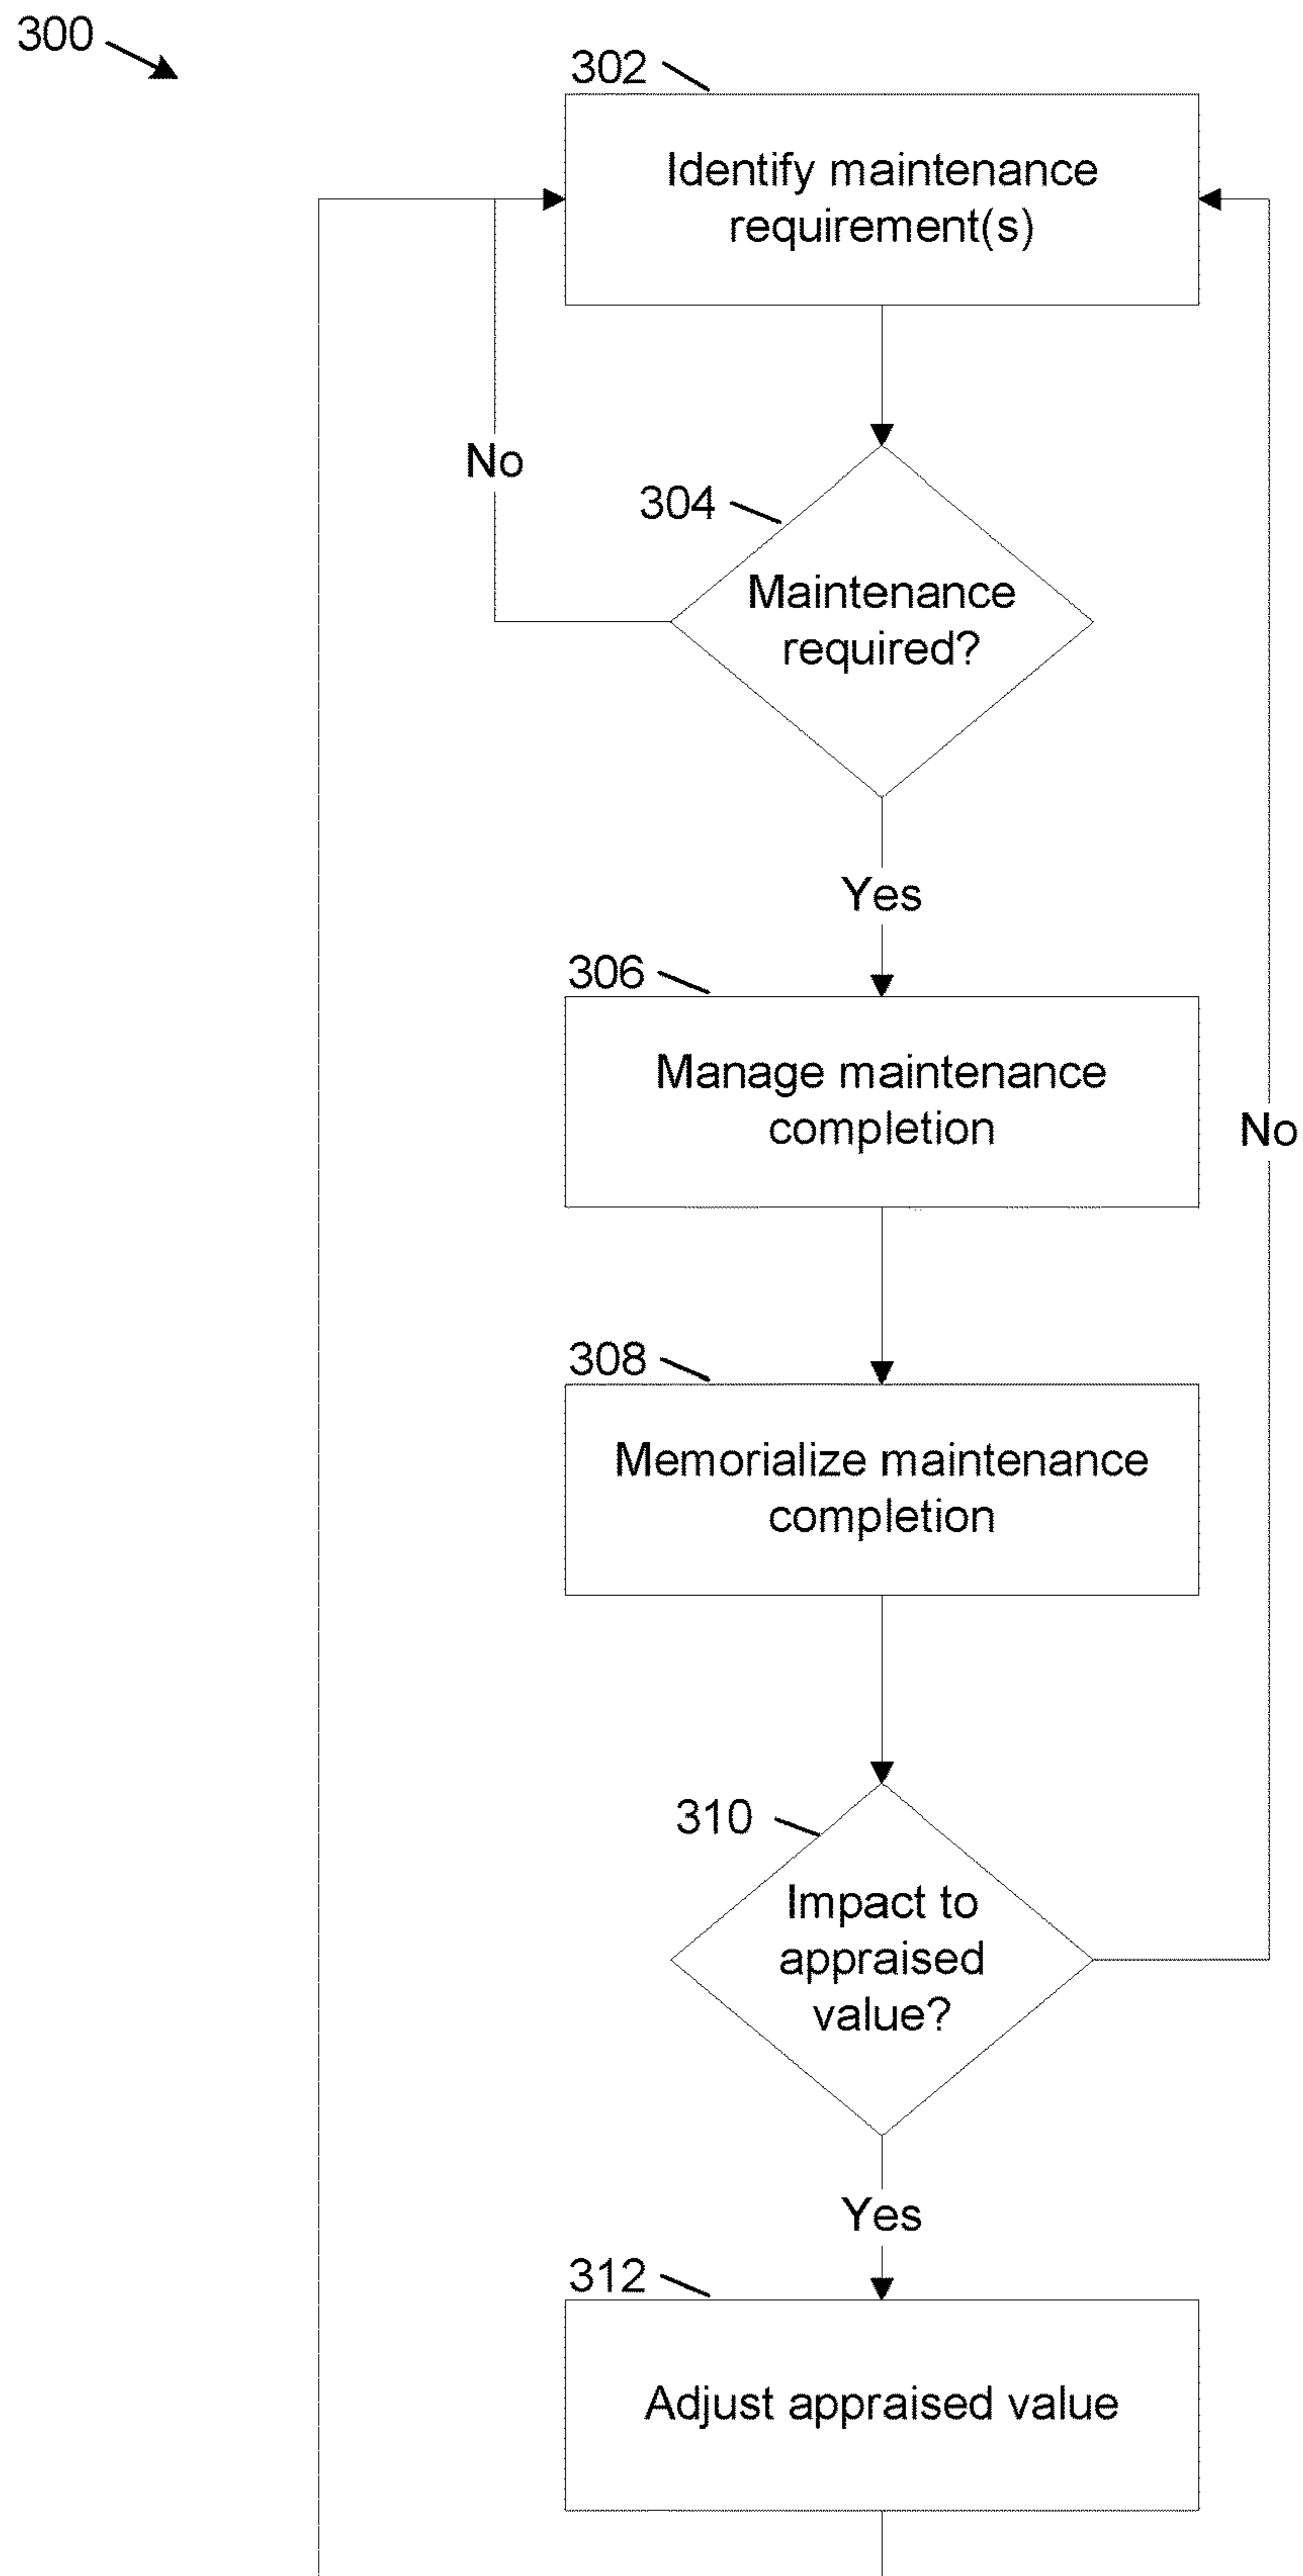 300
302
Identify maintenance
requirement(s)
No
304
Maintenance
required?
Yes
306
Manage maintenance
completion
No
308
Memorialize maintenance
completion
310
Impact to
appraised
value?
Yes
312
Adjust appraised value